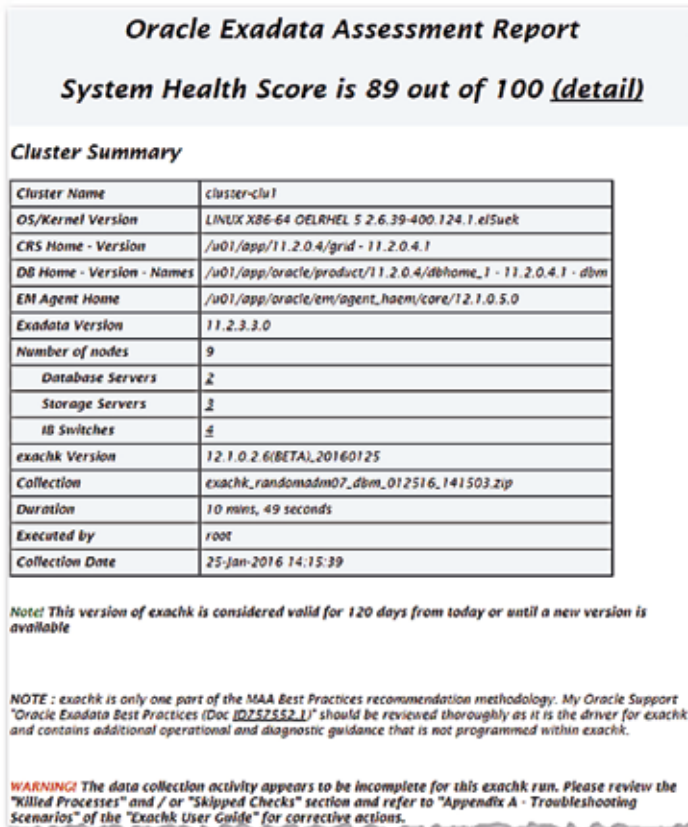 Oracle Exadata Assessment Report
System Health Score is 89 out of 100 (detail)
Cluster Summary
Cluster Name cluster-clu1
OS/Kernel Version LINUX X86-64 OELRHEL 5 2.6.39-400.124.1.el5uek
CRS Home - Version /u01/app/11.2.0.4/grid - 11.2.0.4.1
DB Home - Version - Names /u01/app/oracle/product/11.2.0.4/dbhome_1 - 11.2.0.4.1 - dbm
EM Agent Home /u01/app/oracle/em/agent_haem/core/12.1.0.5.0
Exadata Version 11.2.3.3.0
Number of nodes 9
Database Servers 2
Storage Servers 3
IB Switches 4
exachk Version 12.1.0.2.6(BETA)_20160125
Collection exachk_randomadm07_dbm_012516_141503.zip
Duration 10 mins, 49 seconds
Executed by root
Collection Date 25-Jan-2016 14:15:39
Note! This version of exachk is considered valid for 120 days from today or until a new version is
available
NOTE : exachk is only one part of the MAA Best Practices recommendation methodology. My Oracle Support
"Oracle Exadata Best Practices (Doc ID757552.1)" should be reviewed thoroughly as it is the driver for exachk
and contains additional operational and diagnostic guidance that is not programmed within exachk.
WARNING! The data collection activity appears to be incomplete for this exachk run. Please review the
"Killed Processes" and / or "Skipped Checks" section and refer to "Appendix A - Troubleshooting
Scenarios" of the "Exachk User Guide" for corrective actions.